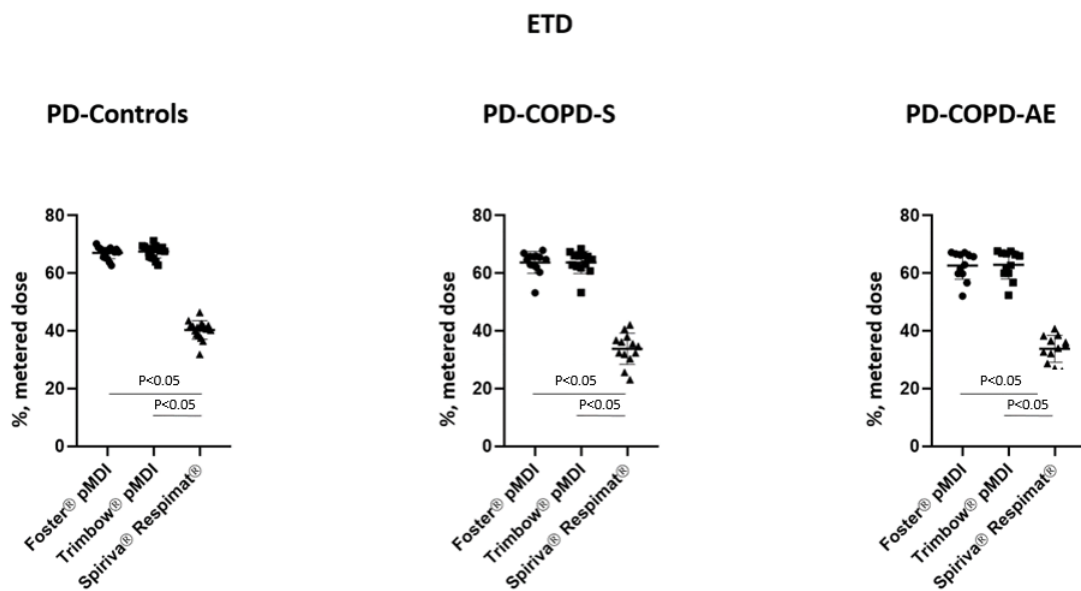 ETD
PD-Controls
PD-COPD-S
PD-COPD-AE
%, metered dose
80
60
40
20
0
P<0.05
P<0.05
Foster® pMDI
Trimbow® pMDI
Spiriva® Respimat®
%, metered dose
80
60
40
20
0
P<0.05
P<0.05
Foster® pMDI
Trimbow® pMDI
Spiriva® Respimat®
%, metered dose
80
60
40
20
0
P<0.05
P<0.05
Foster® pMDI
Trimbow® pMDI
Spiriva® Respimat®